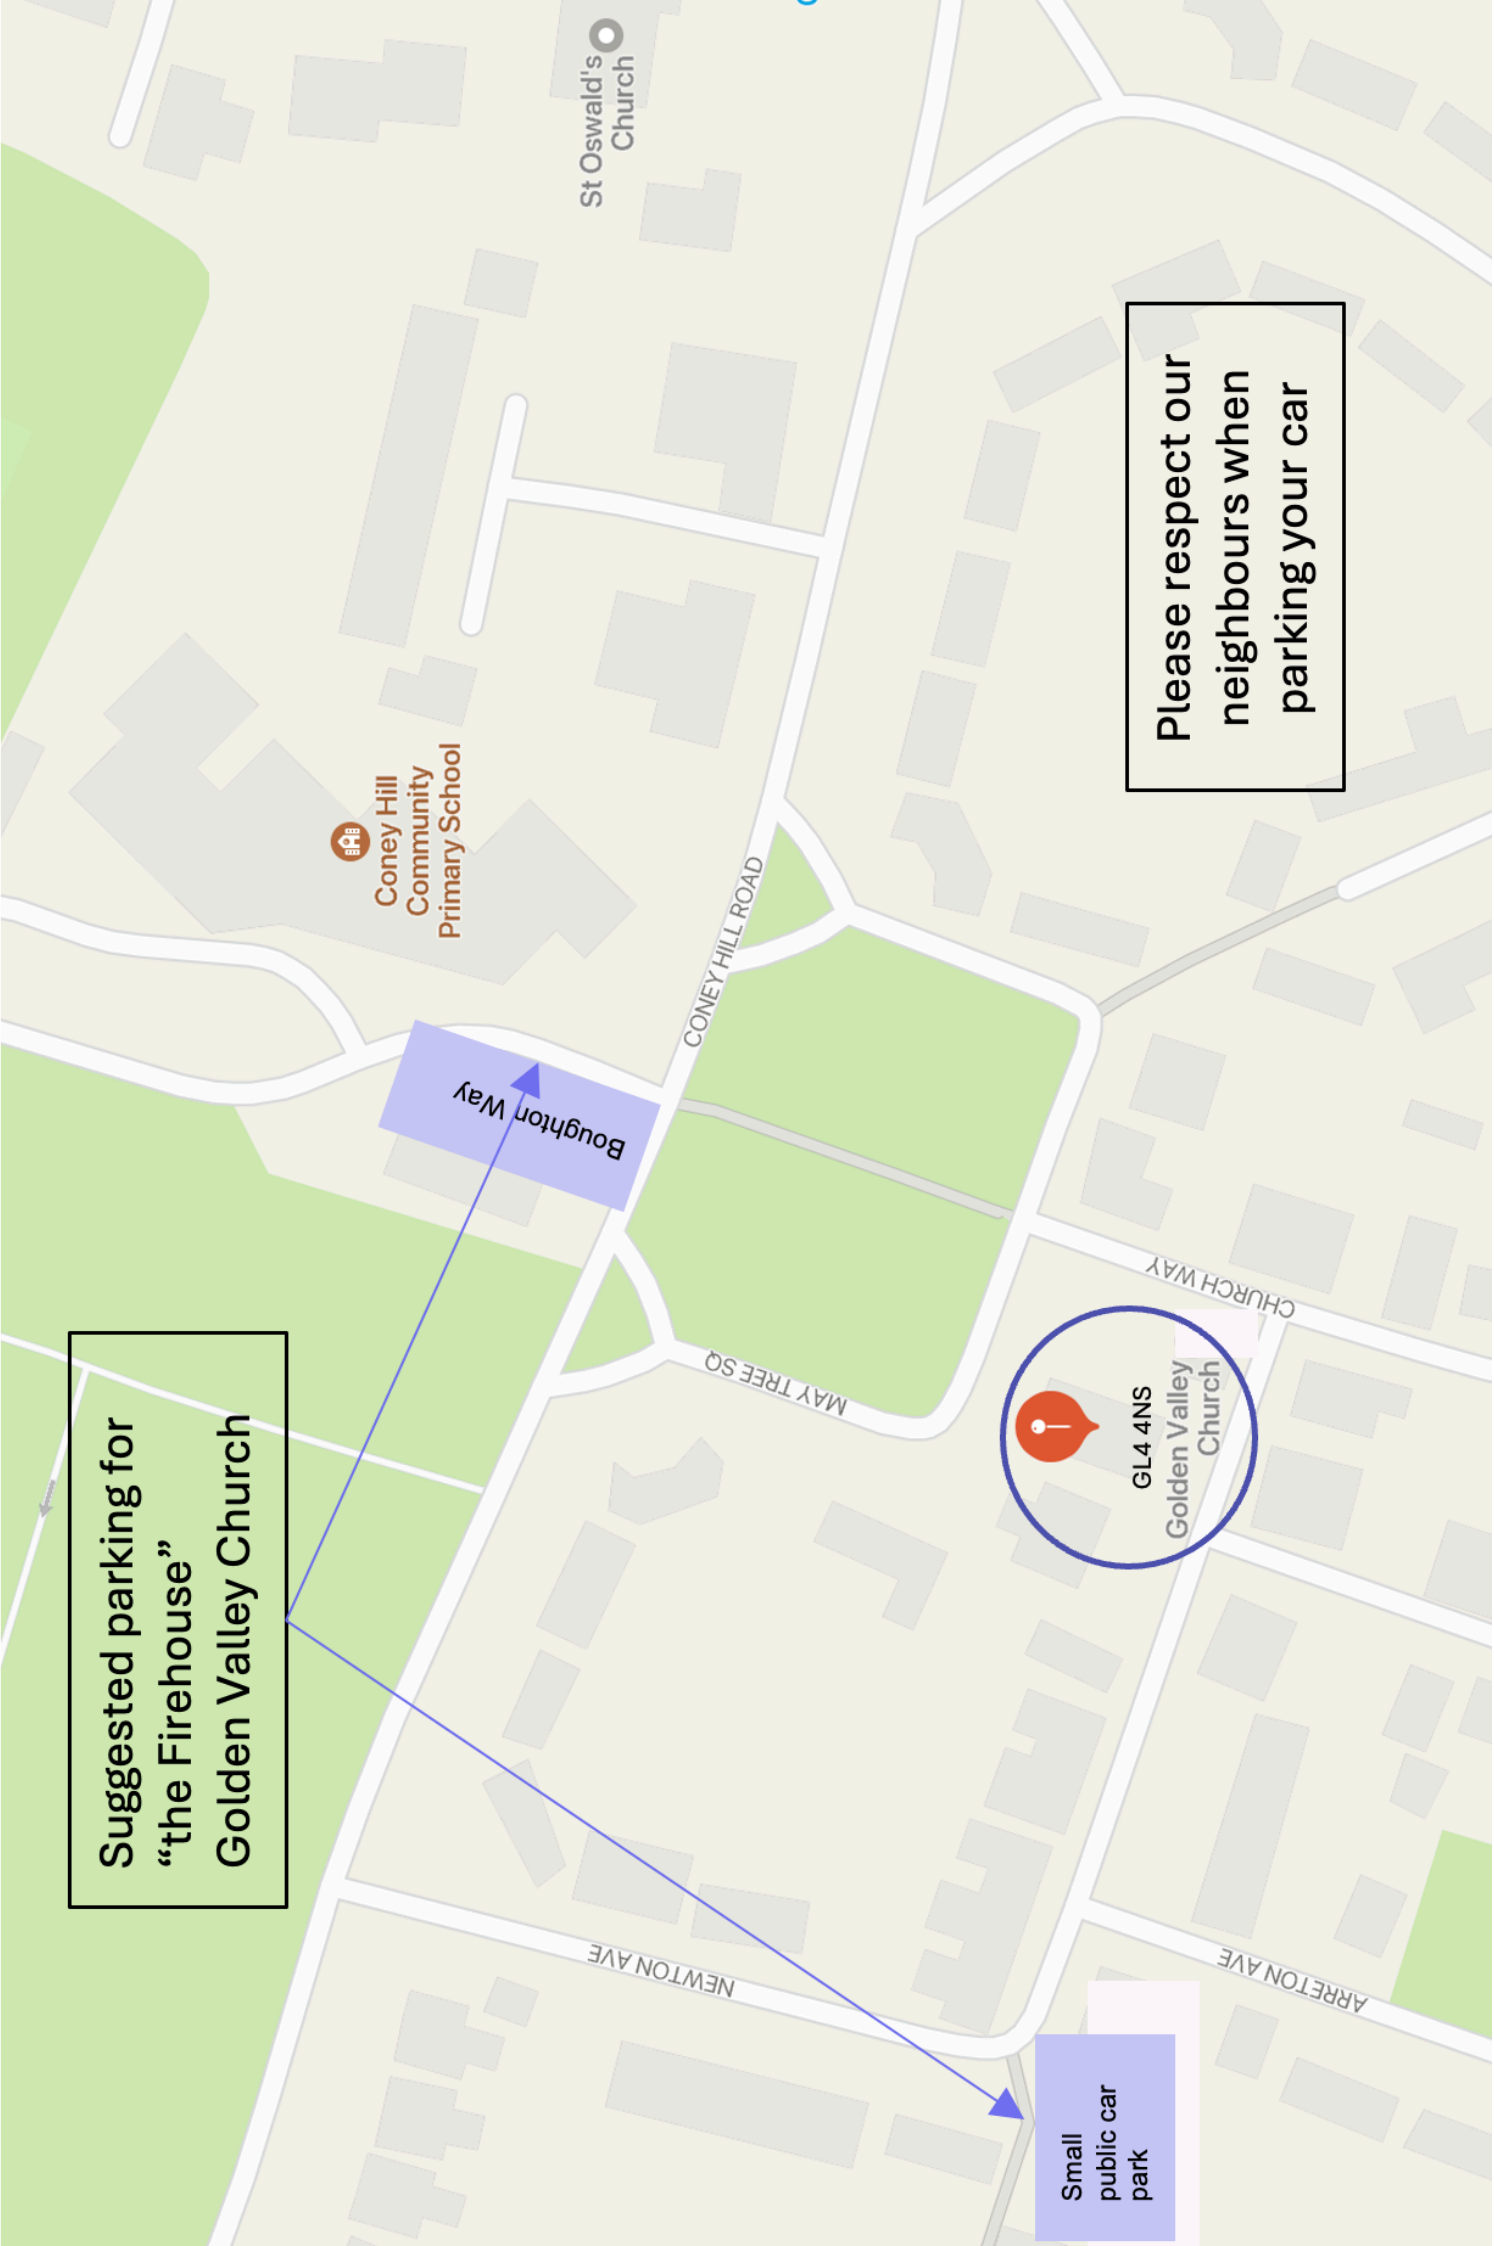 Suggested parking for
“the Firehouse”
Golden Valley Church
St Oswald's
Church
Coney Hill
Community
Primary School
CONEY HILL ROAD
Boughton Way
MAY TREE SQ
CHURCH WAY
GL4 4NS
Golden Valley
Church
NEWTON AVE
ARRETON AVE
Small
public car
park
Please respect our
neighbours when
parking your car